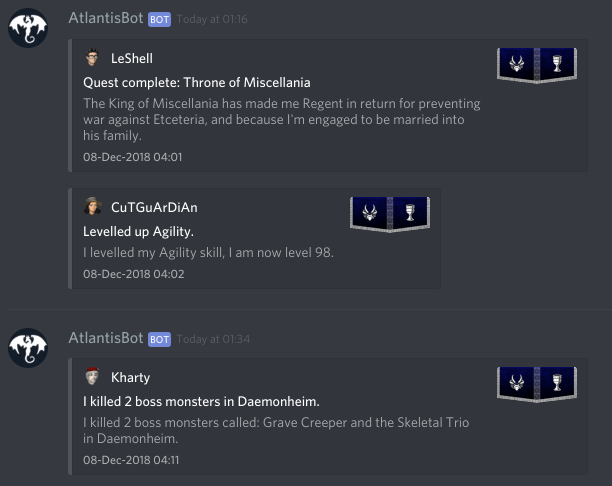 AtlantisBot BOT Today at 01:16
LeShell
Quest complete: Throne of Miscellania
The King of Miscellania has made me Regent in return for preventing
war against Etceteria, and because I'm engaged to be married into
his family.
08-Dec-2018 04:01
CuTGuArDiAn
Levelled up Agility.
I levelled my Agility skill, I am now level 98.
08-Dec-2018 04:02
AtlantisBot BOT Today at 01:34
Kharty
I killed 2 boss monsters in Daemonheim.
I killed 2 boss monsters called: Grave Creeper and the Skeletal Trio
in Daemonheim.
08-Dec-2018 04:11